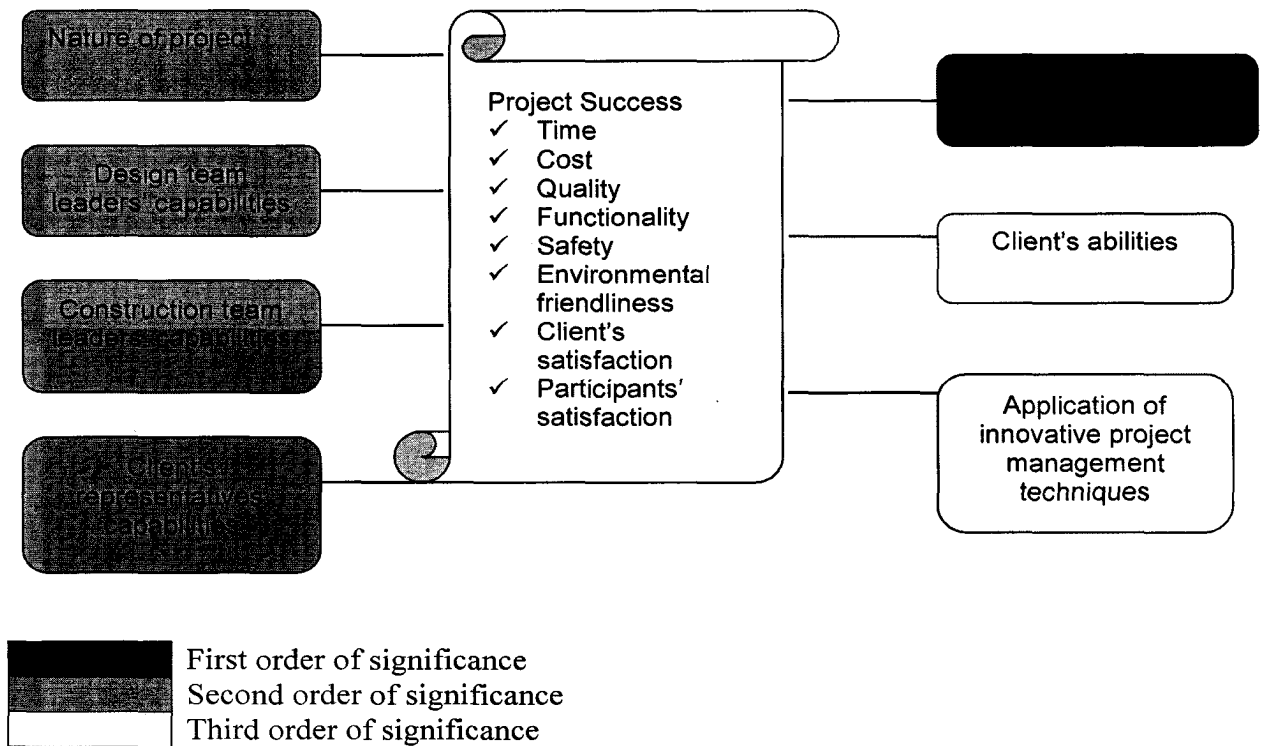 Nature of project
Design team
leaders' capabilities
Construction team
leaders' capabilities
Client's
representatives'
capabilities
Project Success
✓ Time
✓ Cost
✓ Quality
✓ Functionality
✓ Safety
✓ Environmental
friendliness
✓ Client's
satisfaction
✓ Participants'
satisfaction
Client's abilities
Application of
innovative project
management
techniques
First order of significance
Second order of significance
Third order of significance